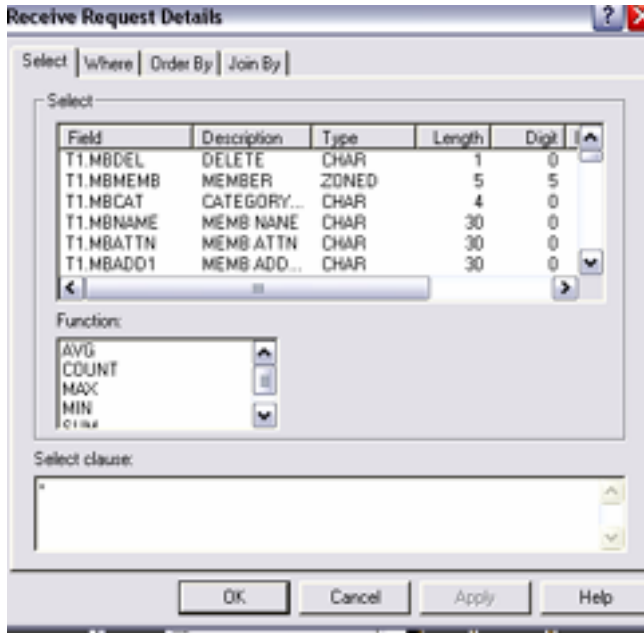 Receive Request Details
Select Where Order By Join By
Select
Field Description Type Length Digit
T1.MBDEL DELETE CHAR 1 0
T1.MBMEMB MEMBER ZONED 5 5
T1.MBCAT CATEGORY... CHAR 4 0
T1.MBNAME MEMB NANE CHAR 30 0
T1.MBATTN MEMB ATTN CHAR 30 0
T1.MBADD1 MEMB ADD... CHAR 30 0
Function:
AVG
COUNT
MAX
MIN
SUM
Select clause:
*
OK Cancel Apply Help